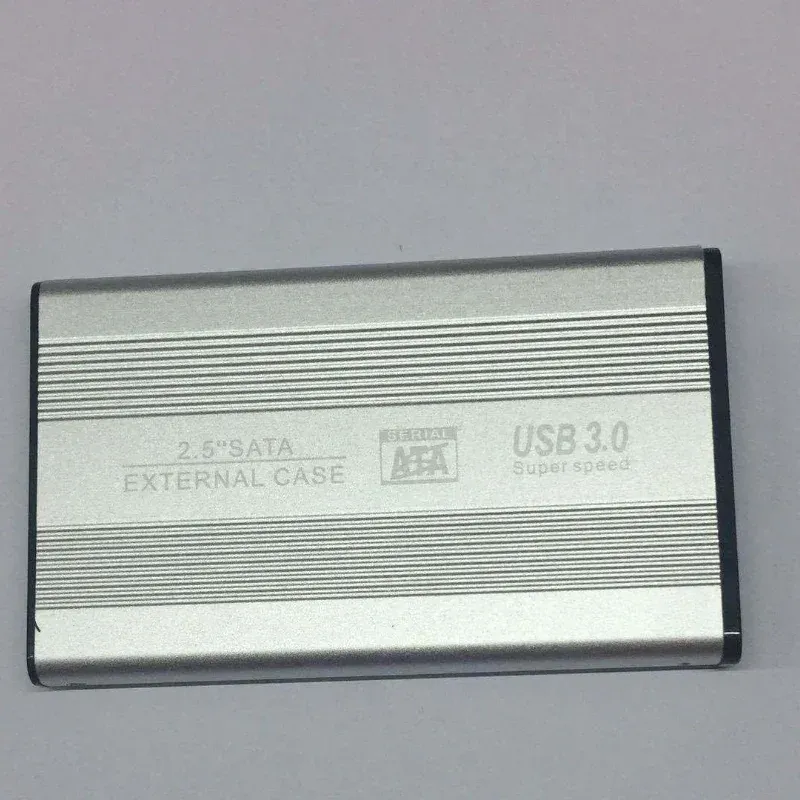 2.5"SATA
EXTERNAL CASE
SERIAL
ATA
USB 3.0
Super speed